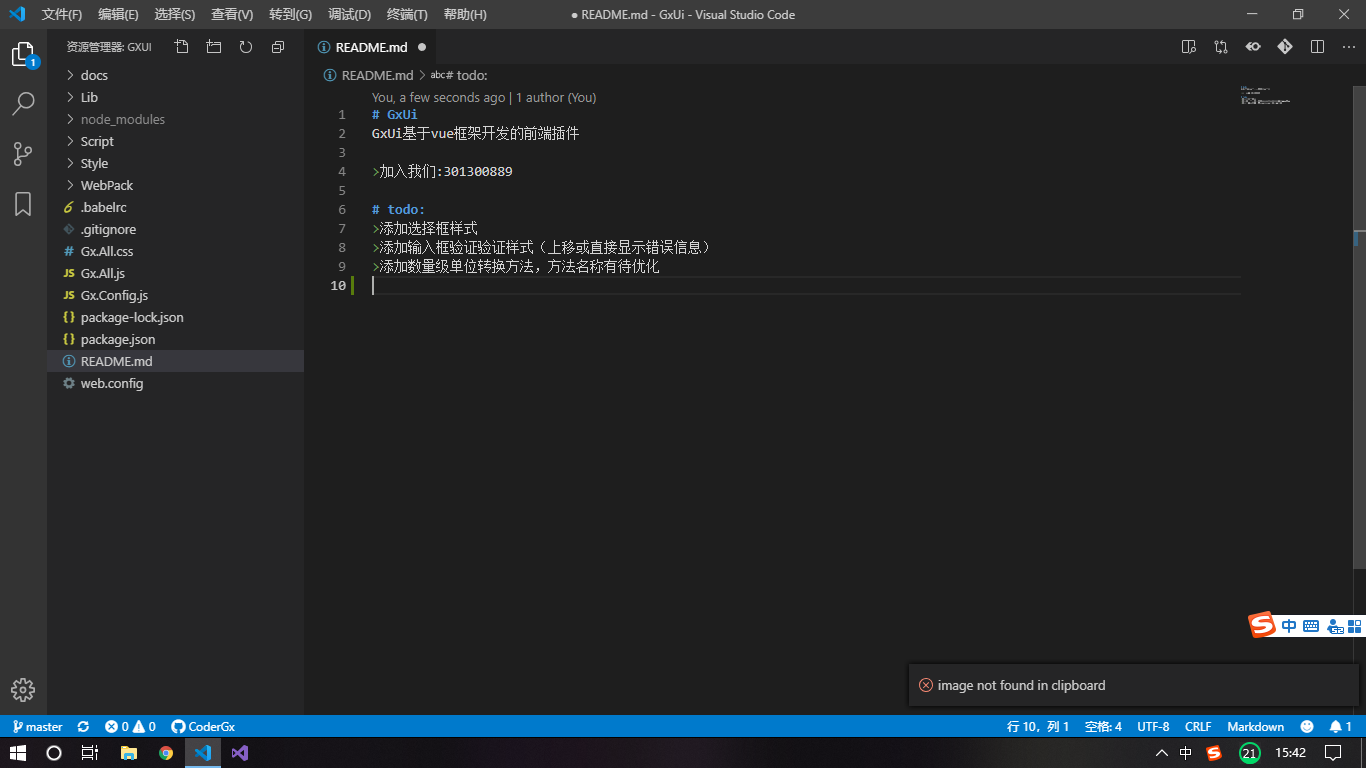 文件(F) 编辑(E) 选择(S) 查看(V) 转到(G) 调试(D) 终端(T) 帮助(H) ● README.md - GxUi - Visual Studio Code
资源管理器: GXUI
README.md ●
README.md > abc # todo:
docs
Lib
node_modules
Script
Style
WebPack
.babelrc
.gitignore
# Gx.All.css
JS Gx.All.js
JS Gx.Config.js
{} package-lock.json
{} package.json
README.md
web.config
1
You, a few seconds ago | 1 author (You)
1 # GxUi
2 GxUi基于vue框架开发的前端插件
3
4 >加入我们:301300889
5
6 # todo:
7 >添加选择框样式
8 >添加输入框验证验证样式（上移或直接显示错误信息）
9 >添加数量级单位转换方法，方法名称有待优化
10
中
image not found in clipboard
master 0 0 CoderGx 行 10，列 1 空格: 4 UTF-8 CRLF Markdown 1
中 21 15:42